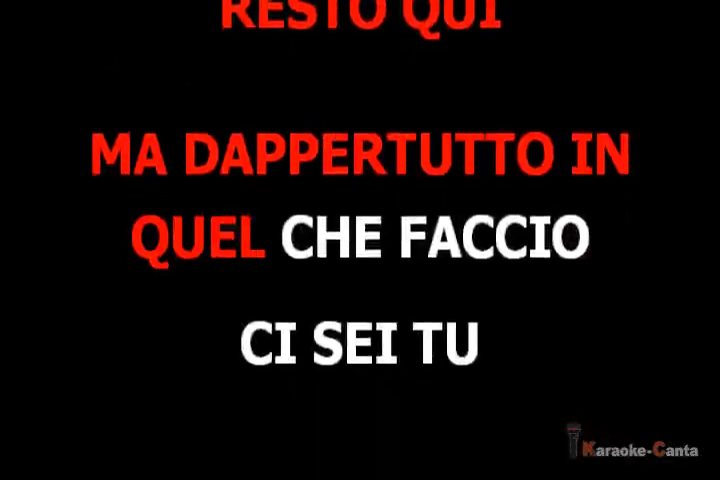 RESTO QUI
MA DAPPERTUTTO IN
QUEL CHE FACCIO
CI SEI TU
Karaoke-Canta